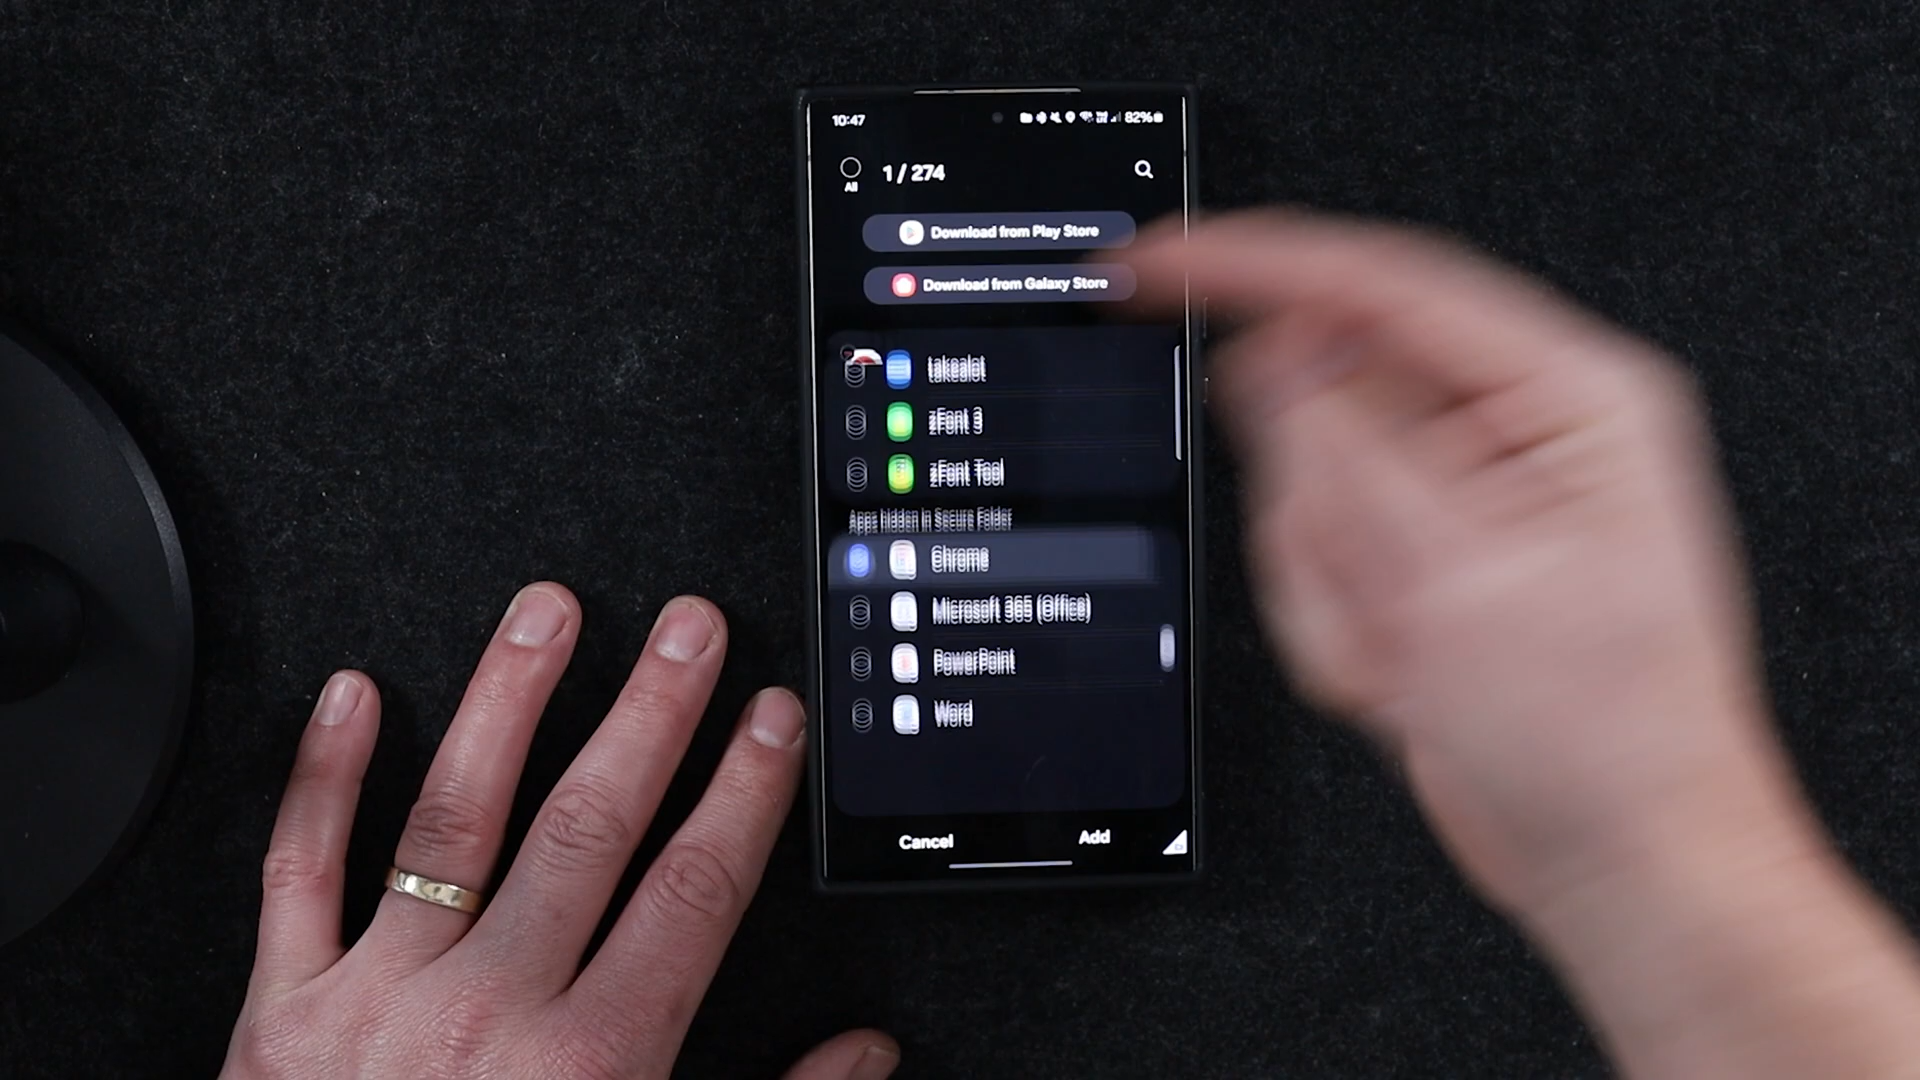 10:47
82%
All
1 / 274
Download from Play Store
Download from Galaxy Store
takealot
zFont 3
zFont Tool
Apps hidden in Secure Folder
Chrome
Microsoft 365 (Office)
PowerPoint
Word
Cancel
Add